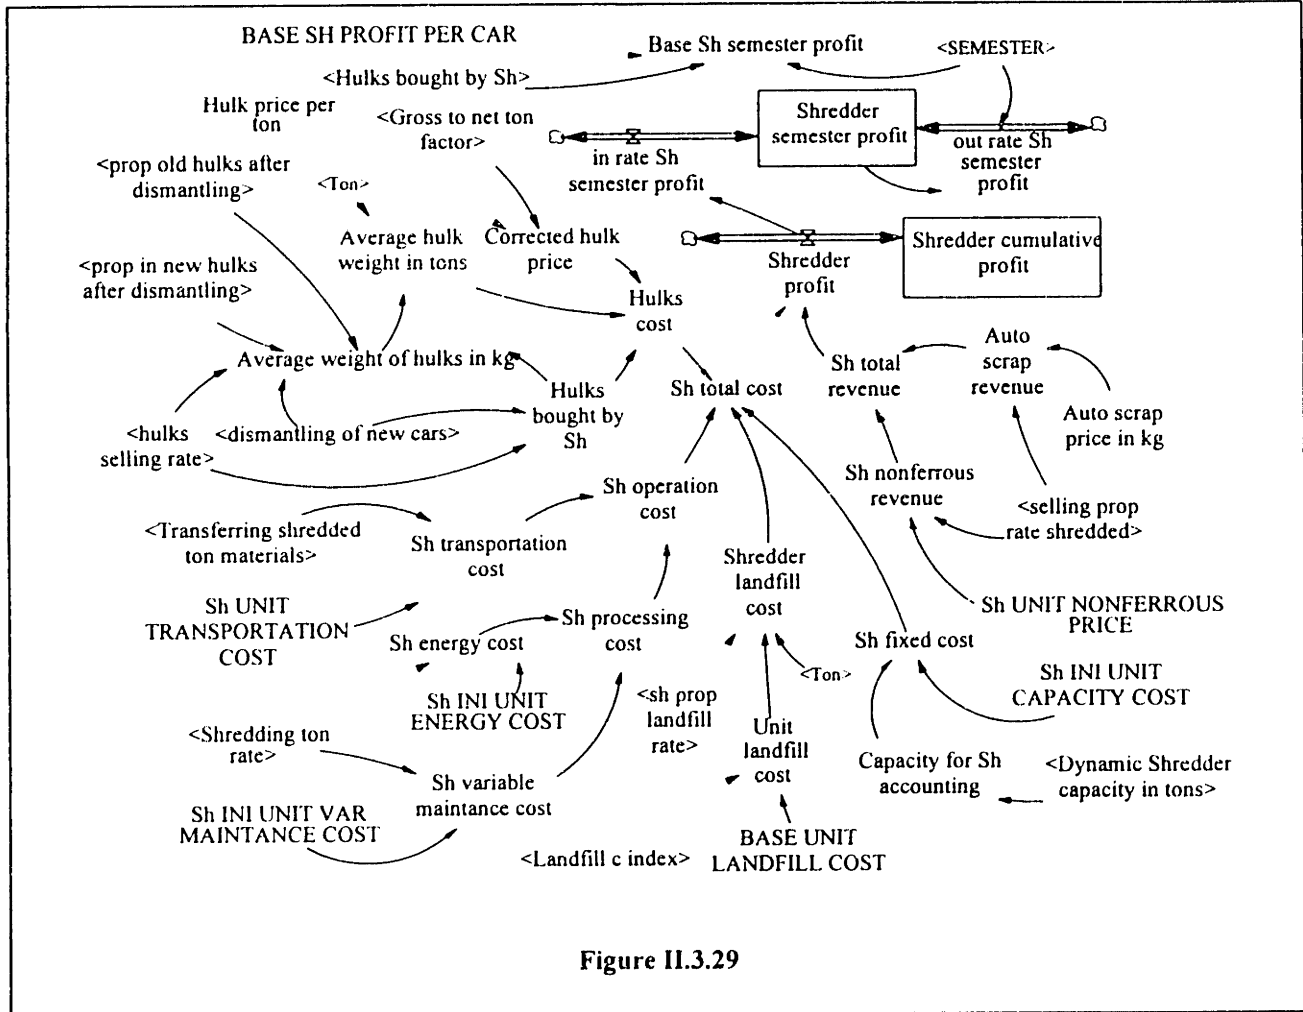 BASE SH PROFIT PER CAR
Base Sh semester profit
<SEMESTER>
<Hulks bought by Sh>
Hulk price per
ton
<Gross to net ton
factor>
Shredder
semester profit
in rate Sh
semester profit
out rate Sh
semester
profit
<prop old hulks after
dismantling>
<Ton>
Average hulk
weight in tons
Corrected hulk
price
Shredder
profit
Shredder cumulative
profit
<prop in new hulks
after dismantling>
Hulks
cost
Average weight of hulks in kg
Sh total cost
Sh total
revenue
Auto
scrap
revenue
Hulks
bought by
Sh
Auto scrap
price in kg
<hulks
selling rate>
<dismantling of new cars>
Sh operation
cost
Sh nonferrous
revenue
<selling prop
rate shredded>
<Transferring shredded
ton materials>
Sh transportation
cost
Shredder
landfill
cost
Sh UNIT
TRANSPORTATION
COST
Sh energy cost
Sh processing
cost
Sh fixed cost
Sh UNIT NONFERROUS
PRICE
<Ton>
Sh INI UNIT
ENERGY COST
<sh prop
landfill
rate>
Sh INI UNIT
CAPACITY COST
<Shredding ton
rate>
Unit
landfill
cost
Capacity for Sh
accounting
<Dynamic Shredder
capacity in tons>
Sh variable
maintance cost
Sh INI UNIT VAR
MAINTANCE COST
<Landfill c index>
BASE UNIT
LANDFILL COST
Figure II.3.29